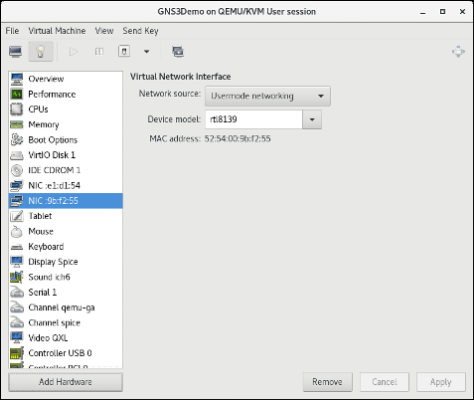 GNS3Demo on QEMU/KVM User session
File Virtual Machine View Send Key
Overview
Performance
CPUs
Memory
Boot Options
VirtIO Disk 1
IDE CDROM 1
NIC :e1:d1:54
NIC :9b:f2:55
Tablet
Mouse
Keyboard
Display Spice
Sound ich6
Serial 1
Channel qemu-ga
Channel spice
Video QXL
Controller USB 0
Controller PCI 0
Add Hardware
Virtual Network Interface
Network source: Usermode networking
Device model: rtl8139
MAC address: 52:54:00:9b:f2:55
Remove Cancel Apply